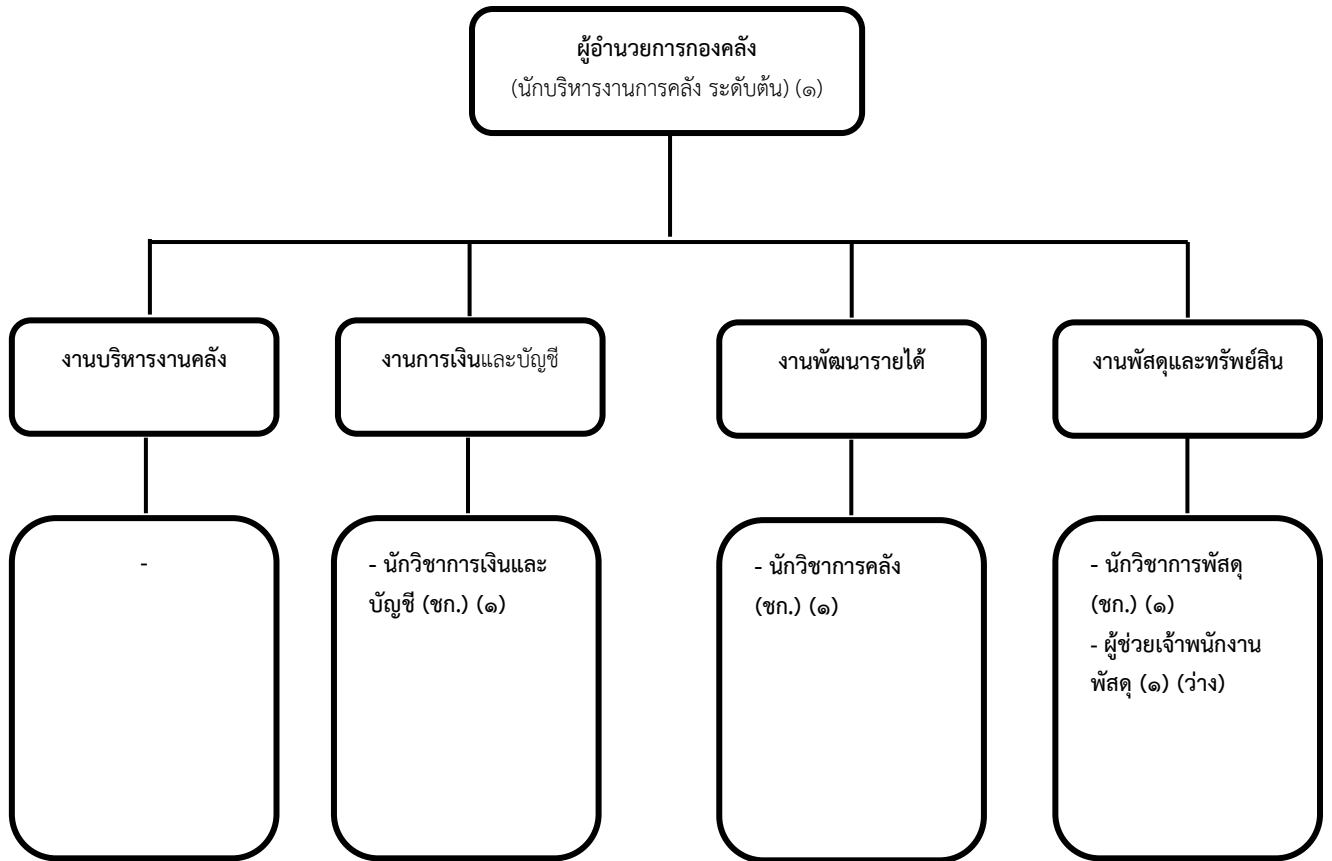 ผู้อำนวยการกองคลัง
(นักบริหารงานการคลัง ระดับต้น) (๑)
งานบริหารงานคลัง
งานการเงินและบัญชี
งานพัฒนารายได้
งานพัสดุและทรัพย์สิน
-
- นักวิชาการเงินและ
บัญชี (ชก.) (๑)
- นักวิชาการคลัง
(ชก.) (๑)
- นักวิชาการพัสดุ
(ชก.) (๑)
- ผู้ช่วยเจ้าพนักงาน
พัสดุ (๑) (ว่าง)